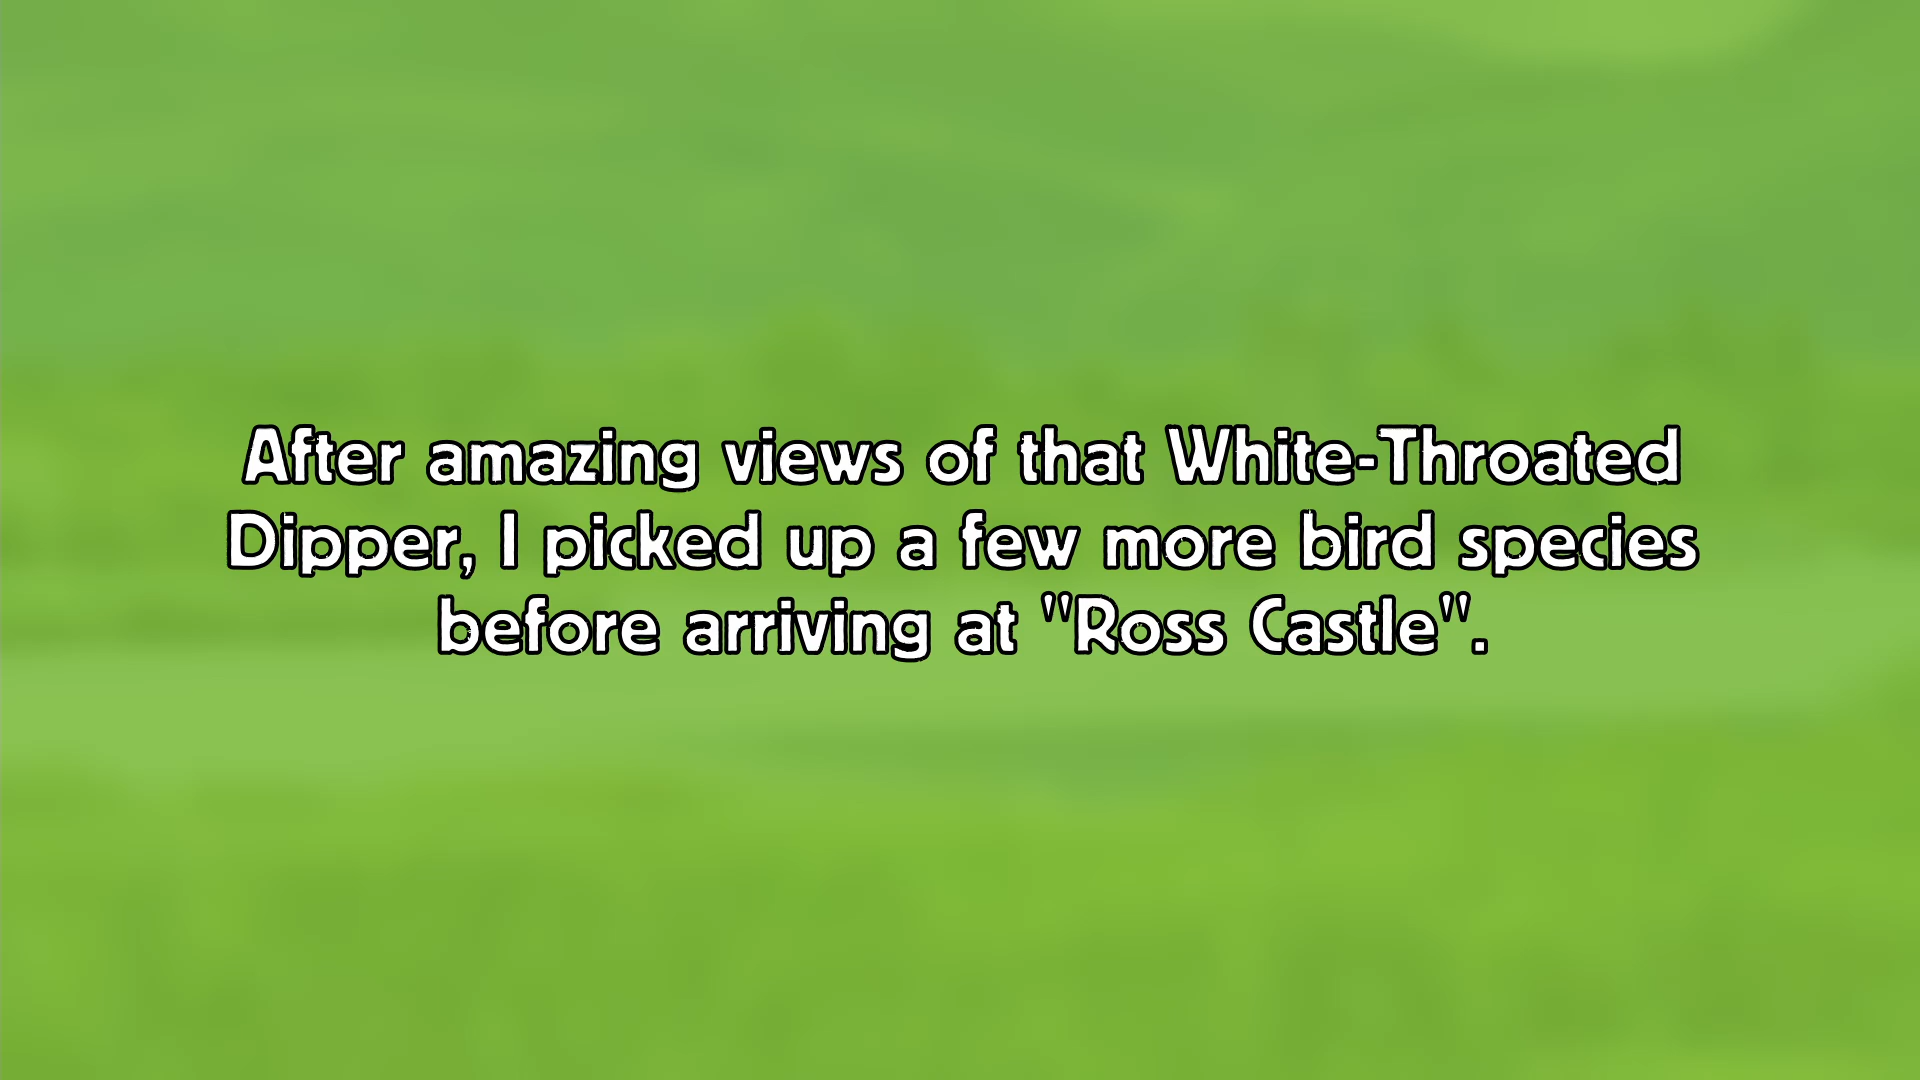 After amazing views of that White-Throated
Dipper, I picked up a few more bird species
before arriving at "Ross Castle".